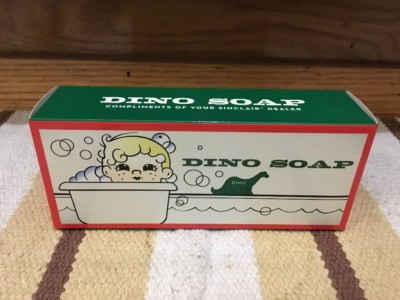 DINO SOAP
COMPLIMENTS OF YOUR SINCLAIR® DEALER
DINO SOAP
DINO